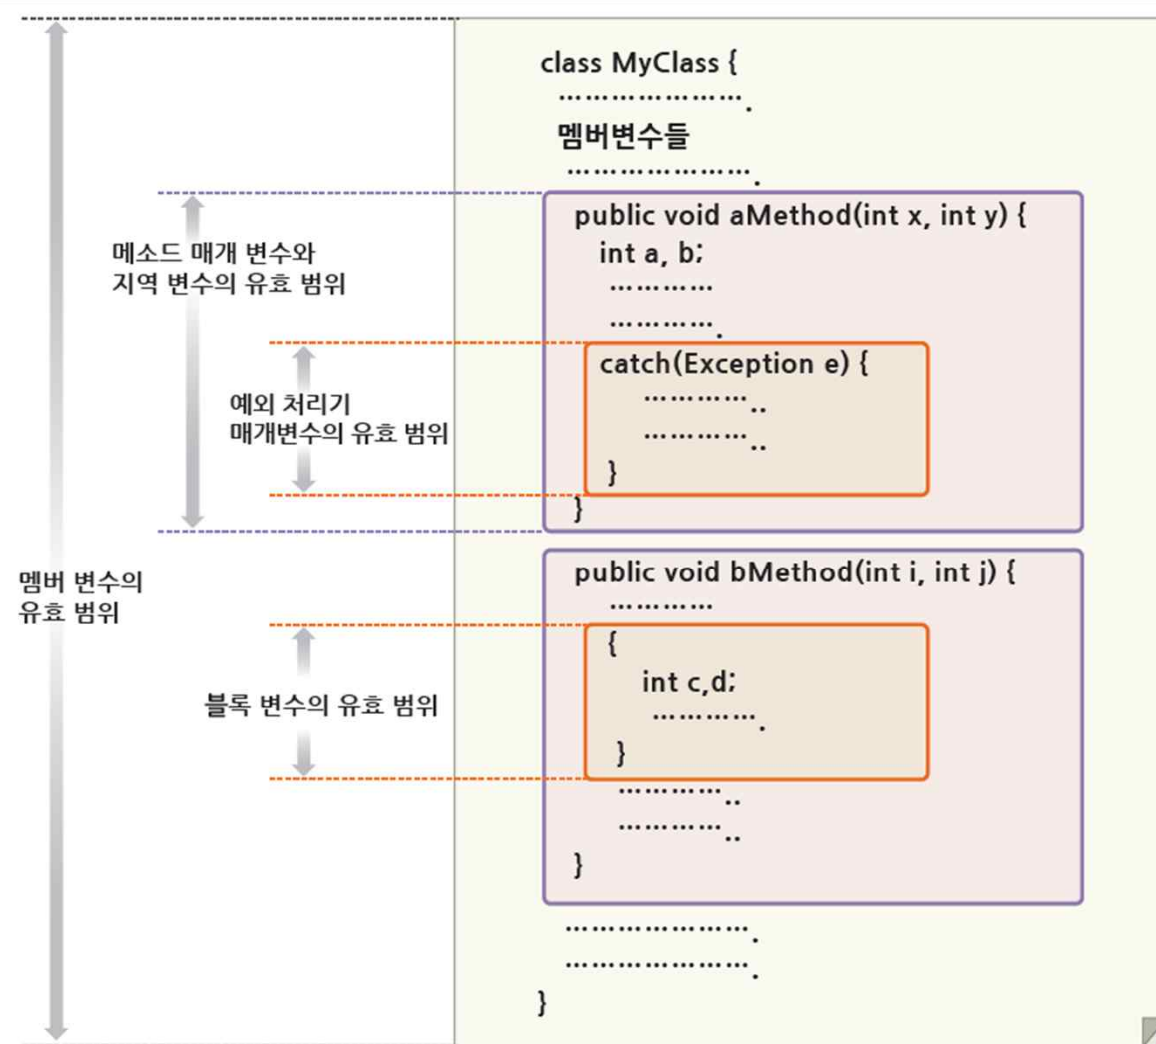 class MyClass {
…………………….
멤버변수들
…………………….
public void aMethod(int x, int y) {
int a, b;
…………
………….
catch(Exception e) {
…………..
…………..
}
}
public void bMethod(int i, int j) {
…………
{
int c,d;
………….
}
…………..
…………..
}
…………………….
…………………….
}
메소드 매개 변수와
지역 변수의 유효 범위
예외 처리기
매개변수의 유효 범위
멤버 변수의
유효 범위
블록 변수의 유효 범위